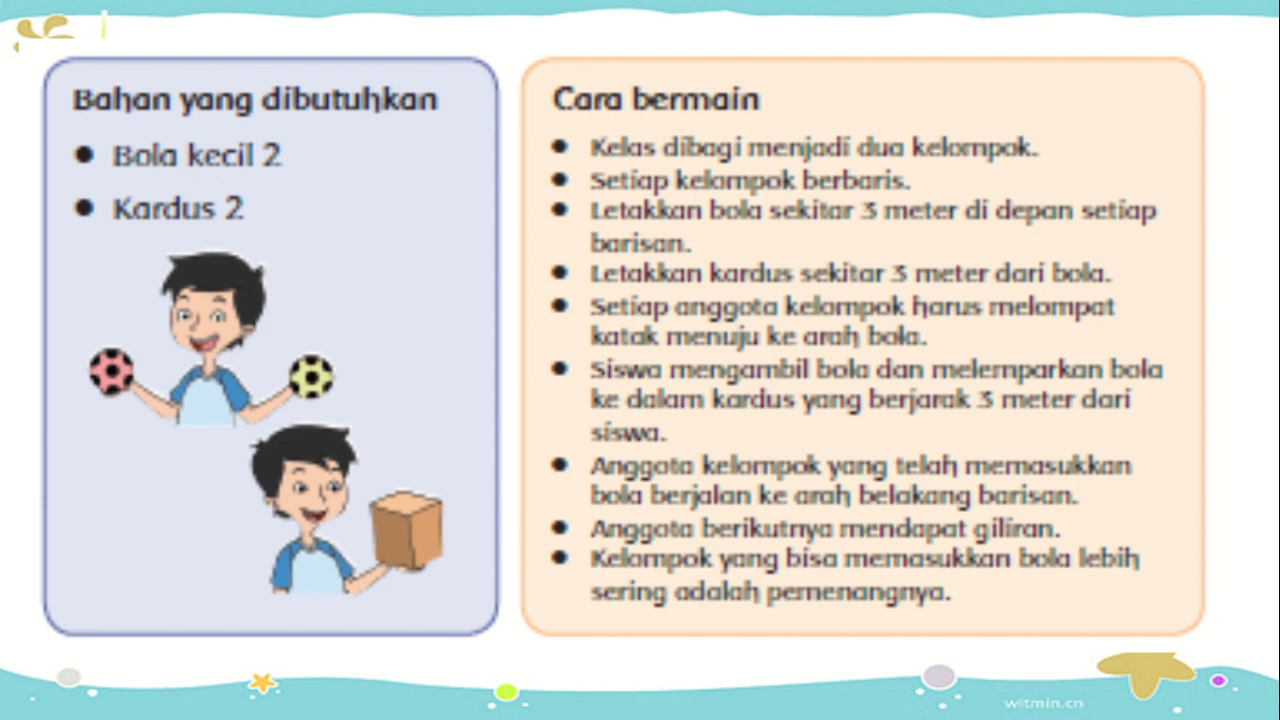 Bahan yang dibutuhkan
● Bola kecil 2
● Kardus 2
Cara bermain
● Kelas dibagi menjadi dua kelompok.
● Setiap kelompok berbaris.
● Letakkan bola sekitar 3 meter di depan setiap
barisan.
● Letakkan kardus sekitar 3 meter dari bola.
● Setiap anggota kelompok harus melompat
katak menuju ke arah bola.
● Siswa mengambil bola dan melemparkan bola
ke dalam kardus yang berjarak 3 meter dari
siswa.
● Anggota kelompok yang telah memasukkan
bola berjalan ke arah belakang barisan.
● Anggota berikutnya mendapat giliran.
● Kelompok yang bisa memasukkan bola lebih
sering adalah pemenangnya.
witmin.cn